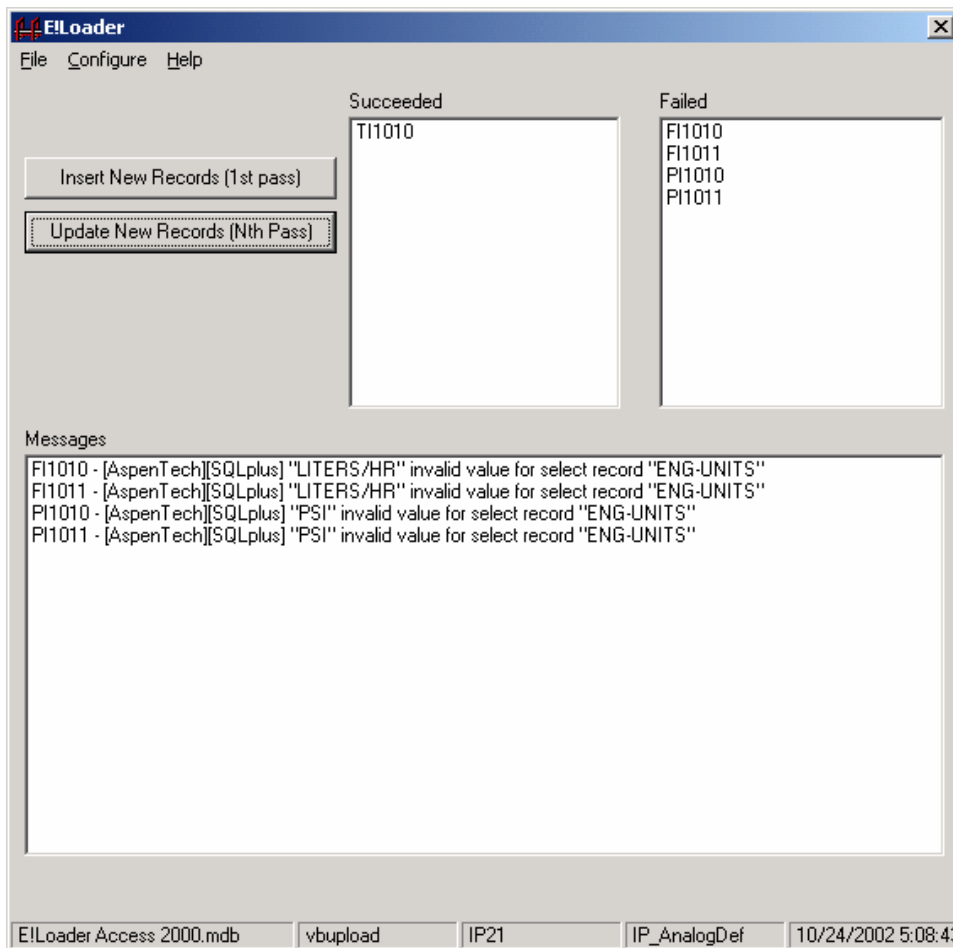 E!Loader
File Configure Help
Succeeded
Failed
TI1010
FI1010
FI1011
PI1010
PI1011
Insert New Records (1st pass)
Update New Records (Nth Pass)
Messages
FI1010 - [AspenTech][SQLplus] "LITERS/HR" invalid value for select record "ENG-UNITS"
FI1011 - [AspenTech][SQLplus] "LITERS/HR" invalid value for select record "ENG-UNITS"
PI1010 - [AspenTech][SQLplus] "PSI" invalid value for select record "ENG-UNITS"
PI1011 - [AspenTech][SQLplus] "PSI" invalid value for select record "ENG-UNITS"
E!Loader Access 2000.mdb vbupload IP21 IP_AnalogDef 10/24/2002 5:08:4